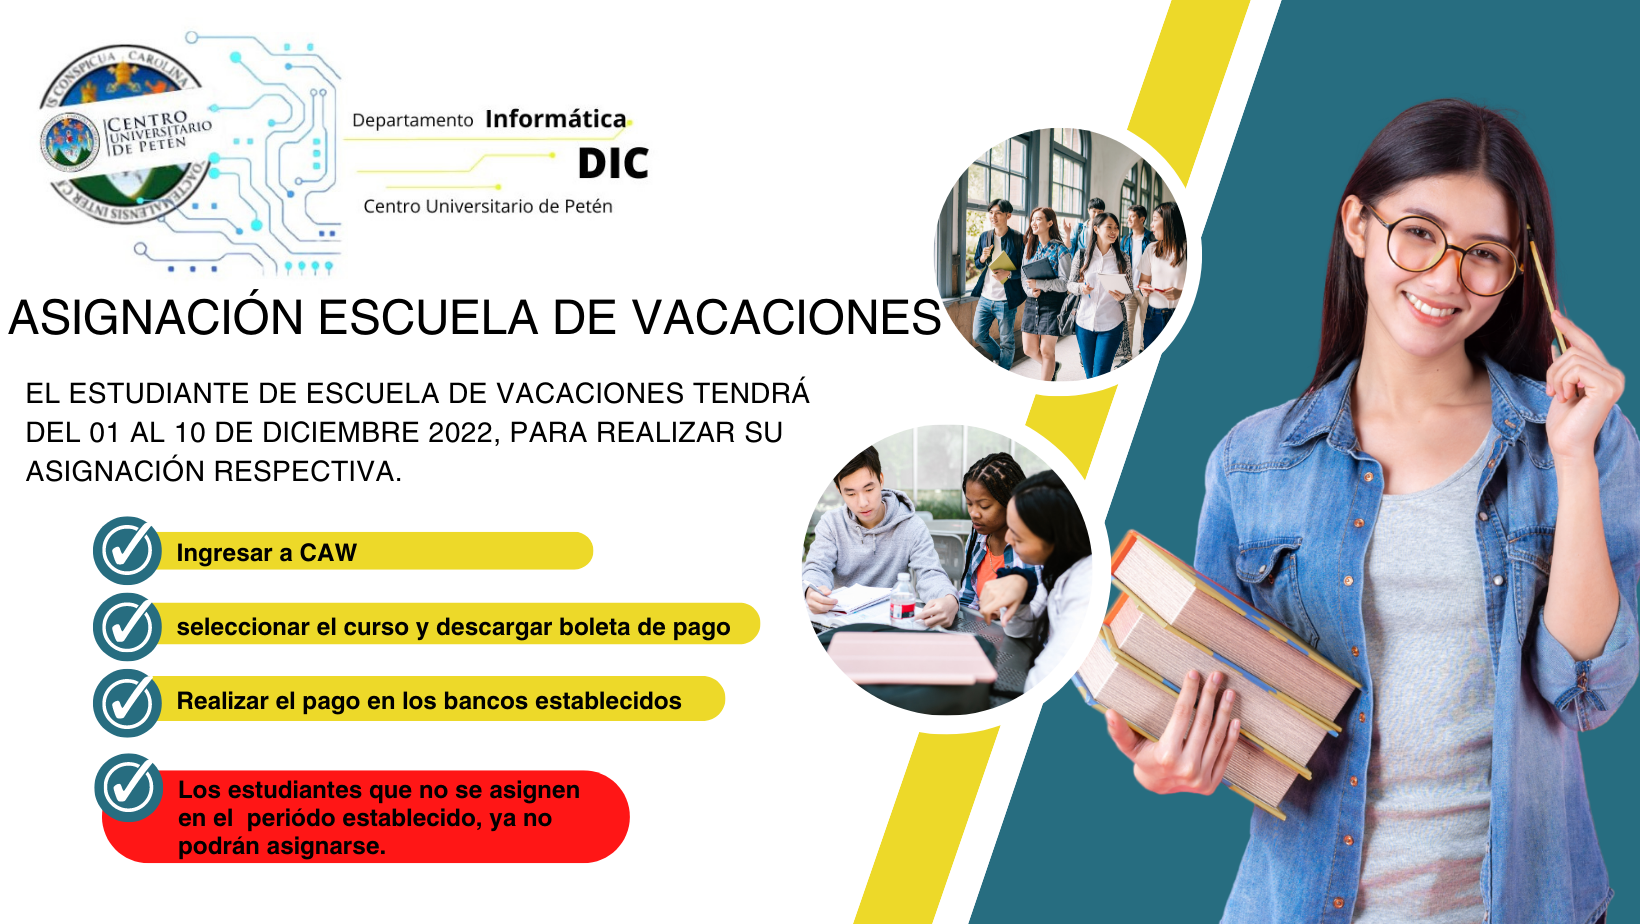 CONSPICUA CAROLINA
CENTRO
UNIVERSITARIO
DE PETÉN
Departamento Informática
DIC
Centro Universitario de Petén
ASIGNACIÓN ESCUELA DE VACACIONES
EL ESTUDIANTE DE ESCUELA DE VACACIONES TENDRÁ
DEL 01 AL 10 DE DICIEMBRE 2022, PARA REALIZAR SU
ASIGNACIÓN RESPECTIVA.
Ingresar a CAW
seleccionar el curso y descargar boleta de pago
Realizar el pago en los bancos establecidos
Los estudiantes que no se asignen
en el periódo establecido, ya no
podrán asignarse.